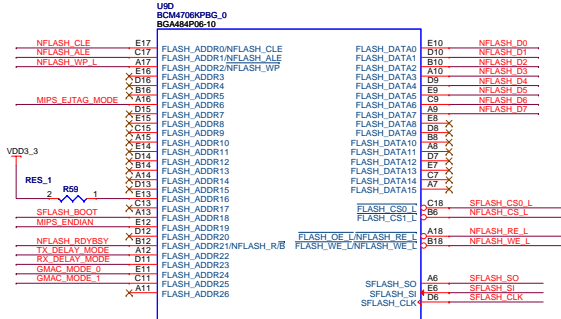 U9D
BCM4706KPBG_0
BGA484P06-10
NFLASH_CLE E17 FLASH_ADDR0/NFLASH_CLE FLASH_DATA0 E10 NFLASH_D0
NFLASH_ALE C17 FLASH_ADDR1/NFLASH_ALE FLASH_DATA1 D10 NFLASH_D1
NFLASH_WP_L A17 FLASH_ADDR2/NFLASH_WP FLASH_DATA2 B10 NFLASH_D2
E16 FLASH_ADDR3 FLASH_DATA3 A10 NFLASH_D3
D16 FLASH_ADDR4 FLASH_DATA4 D9 NFLASH_D4
B16 FLASH_ADDR5 FLASH_DATA5 E9 NFLASH_D5
MIPS_EJTAG_MODE A16 FLASH_ADDR6 FLASH_DATA6 C9 NFLASH_D6
D15 FLASH_ADDR7 FLASH_DATA7 A9 NFLASH_D7
E15 FLASH_ADDR8 FLASH_DATA8 E8
C15 FLASH_ADDR9 FLASH_DATA9 D8
A15 FLASH_ADDR10 FLASH_DATA10 B8
E14 FLASH_ADDR11 FLASH_DATA11 A8
D14 FLASH_ADDR12 FLASH_DATA12 D7
B14 FLASH_ADDR13 FLASH_DATA13 E7
A14 FLASH_ADDR14 FLASH_DATA14 C7
D13 FLASH_ADDR15 FLASH_DATA15 A7
VDD3_3
RES_1
R59
2 1
E13 FLASH_ADDR16
C13 FLASH_ADDR17 FLASH_CS0_L C18 SFLASH_CS0_L
SFLASH_BOOT A13 FLASH_ADDR18 FLASH_CS1_L B6 NFLASH_CS_L
MIPS_ENDIAN E12 FLASH_ADDR19
D12 FLASH_ADDR20 FLASH_OE_L/NFLASH_RE_L A18 NFLASH_RE_L
NFLASH_RDYBSY B12 FLASH_ADDR21/NFLASH_R/B FLASH_WE_L/NFLASH_WE_L B18 NFLASH_WE_L
TX_DELAY_MODE A12 FLASH_ADDR22
RX_DELAY_MODE D11 FLASH_ADDR23
GMAC_MODE_0 E11 FLASH_ADDR24
GMAC_MODE_1 C11 FLASH_ADDR25 SFLASH_SO A6 SFLASH_SO
A11 FLASH_ADDR26 SFLASH_SI E6 SFLASH_SI
SFLASH_CLK D6 SFLASH_CLK